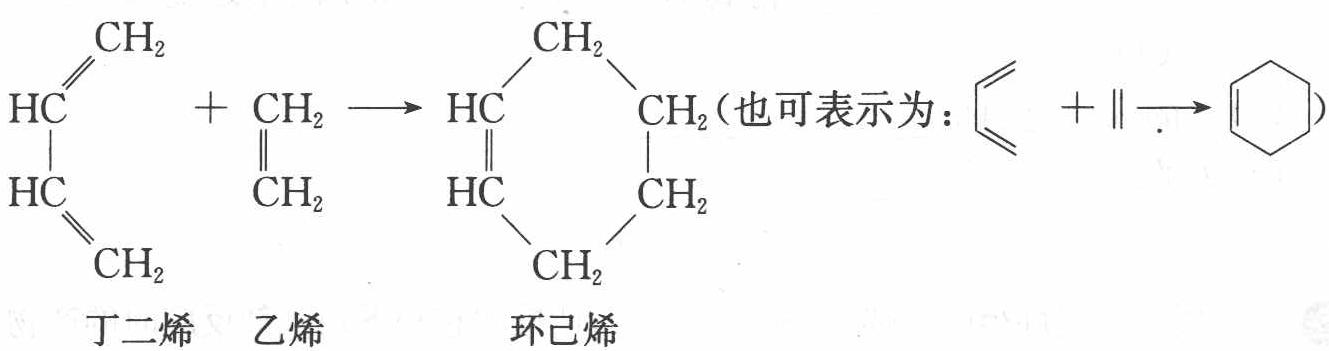 CH₂ CH₂
HC + CH₂ → HC CH₂ (也可表示为: + → )
HC CH₂ HC CH₂
CH₂ CH₂
丁二烯 乙烯 环己烯